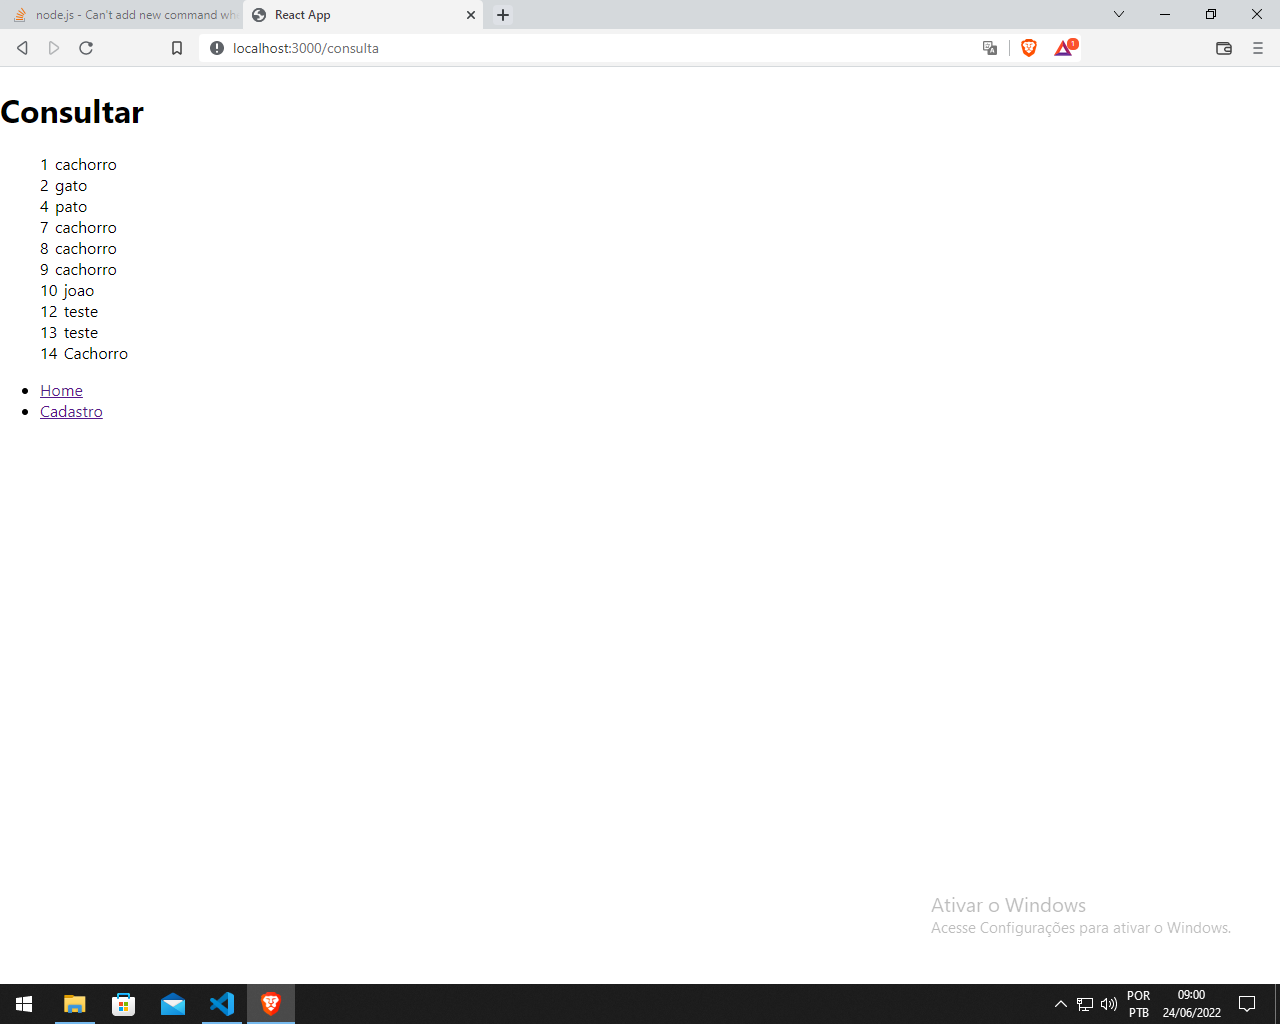 node.js - Can't add new command whe
React App
localhost:3000/consulta
1
Consultar
1 cachorro
2 gato
4 pato
7 cachorro
8 cachorro
9 cachorro
10 joao
12 teste
13 teste
14 Cachorro
Home
Cadastro
Ativar o Windows
Acesse Configurações para ativar o Windows.
POR
PTB
09:00
24/06/2022